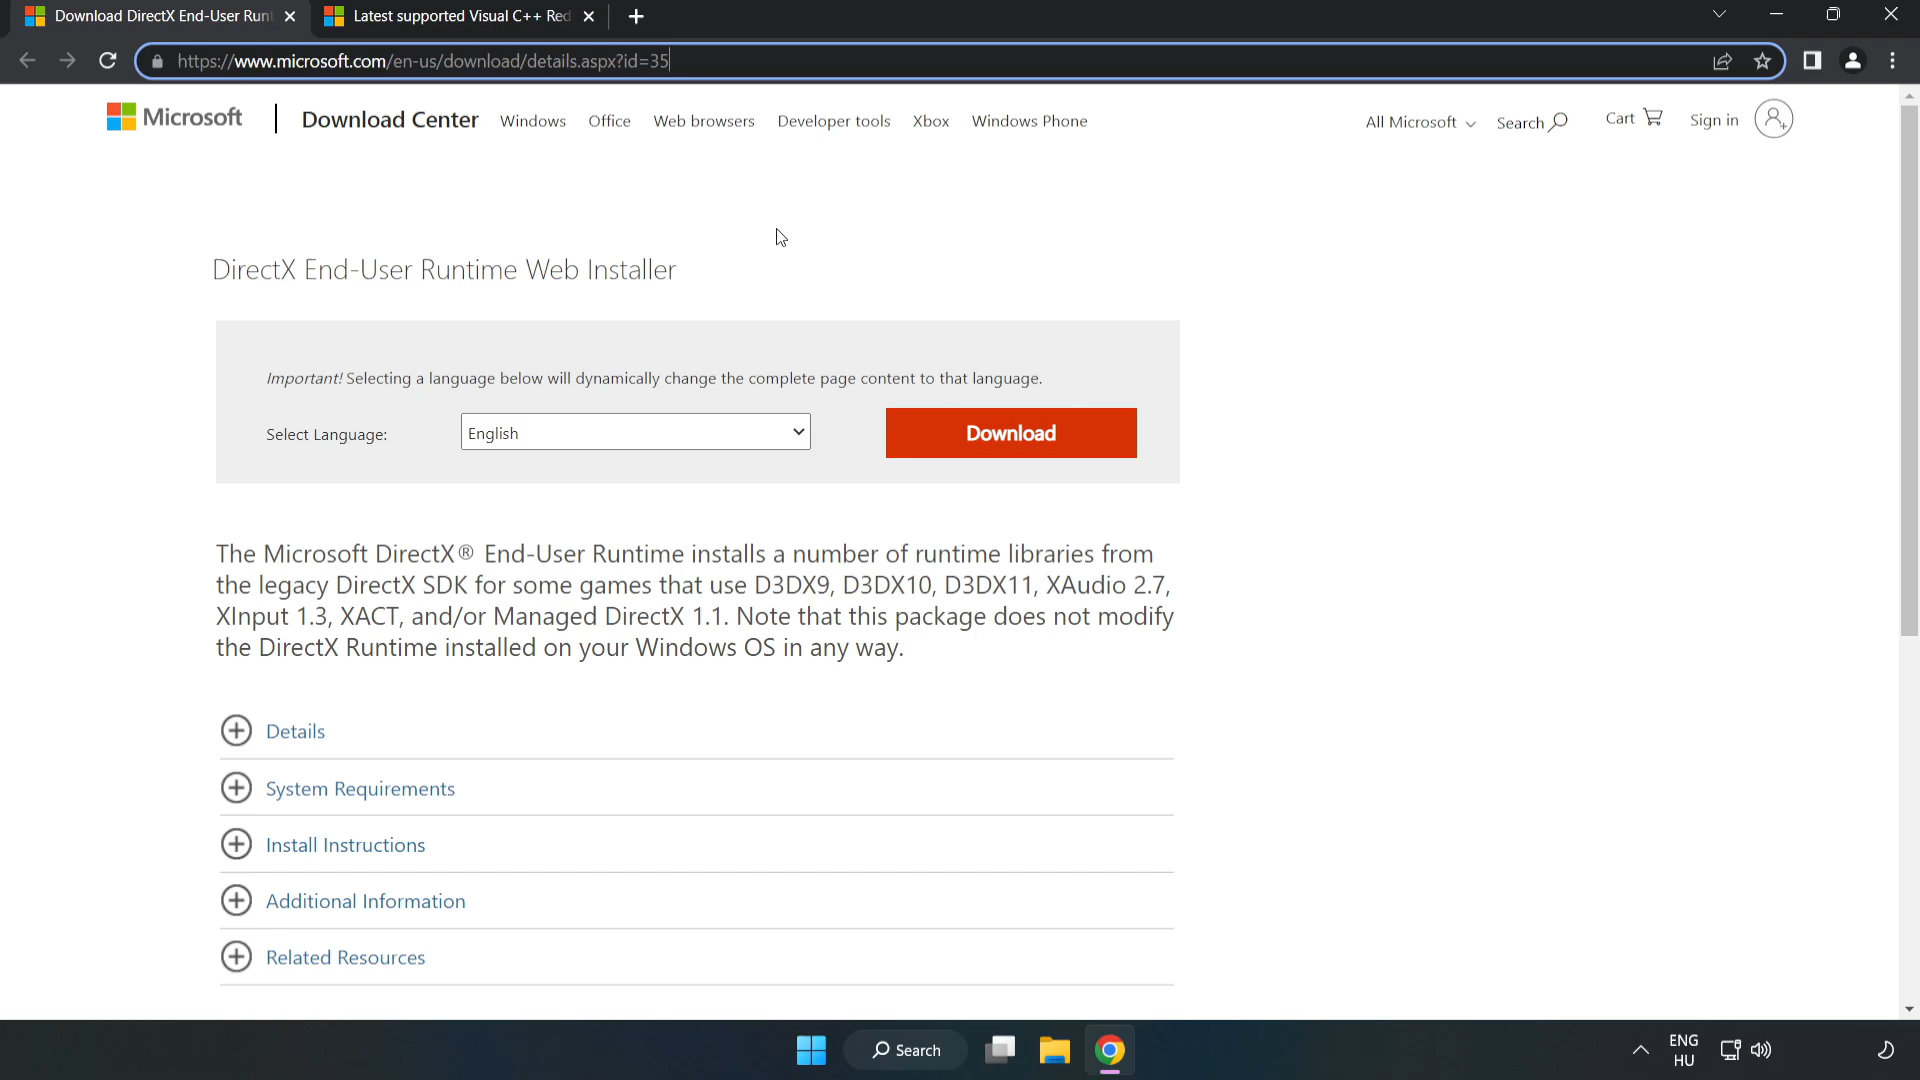 Download DirectX End-User Runt
Latest supported Visual C++ Red
https://www.microsoft.com/en-us/download/details.aspx?id=35
Microsoft
Download Center
Windows
Office
Web browsers
Developer tools
Xbox
Windows Phone
All Microsoft
Search
Cart
Sign in
DirectX End-User Runtime Web Installer
Important! Selecting a language below will dynamically change the complete page content to that language.
Select Language:
English
Download
The Microsoft DirectX® End-User Runtime installs a number of runtime libraries from
the legacy DirectX SDK for some games that use D3DX9, D3DX10, D3DX11, XAudio 2.7,
XInput 1.3, XACT, and/or Managed DirectX 1.1. Note that this package does not modify
the DirectX Runtime installed on your Windows OS in any way.
Details
System Requirements
Install Instructions
Additional Information
Related Resources
Search
ENG
HU